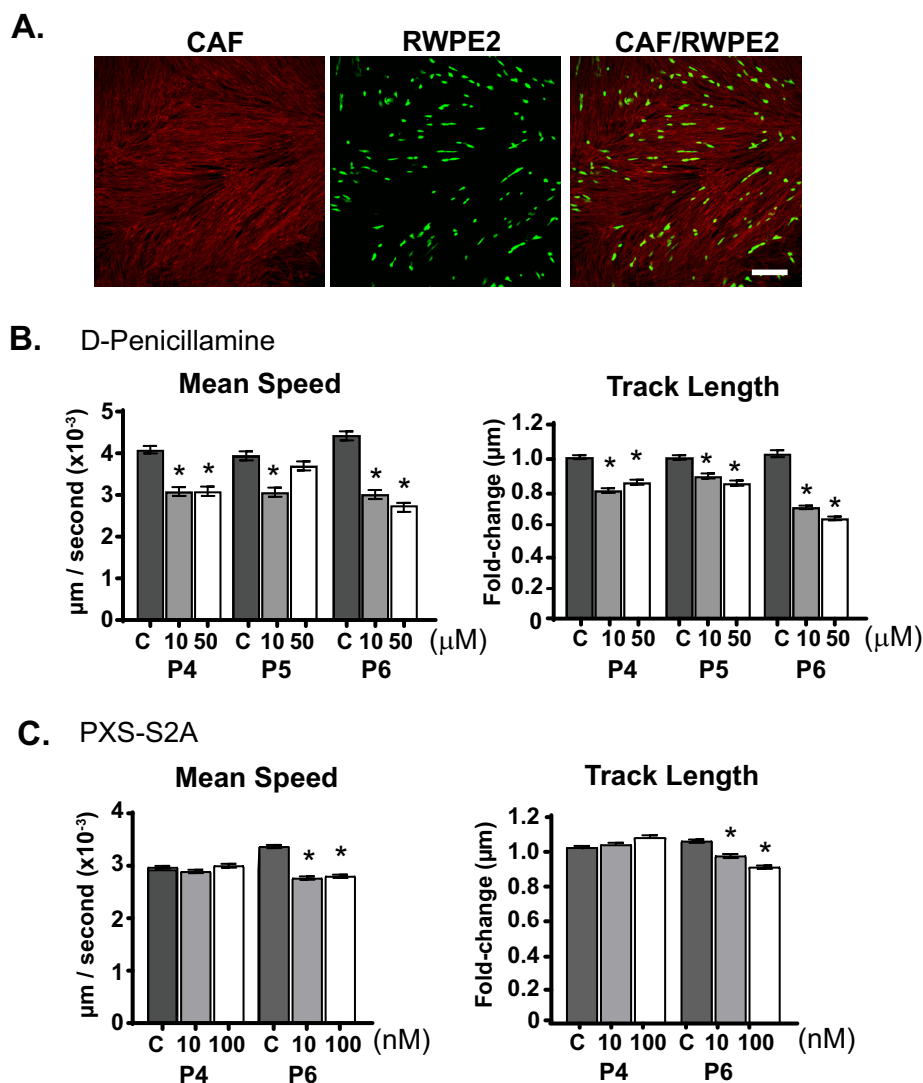 A.
CAF RWPE2 CAF/RWPE2
B. D-Penicillamine
Mean Speed
µm / second (x10⁻³)
5
4
3
2
1
0
C 10 50 C 10 50 C 10 50 (µM)
P4 P5 P6
* * * * *
Track Length
Fold-change (µm)
1.2
1.0
0.8
0.6
0.4
0.2
0
C 10 50 C 10 50 C 10 50 (µM)
P4 P5 P6
* * * * * *
C. PXS-S2A
Mean Speed
µm / second (x10⁻³)
4
3
2
1
0
C 10 100 C 10 100 (nM)
P4 P6
* *
Track Length
Fold-change (µm)
1.2
1.0
0.8
0.6
0.4
0.2
0
C 10 100 C 10 100 (nM)
P4 P6
* *